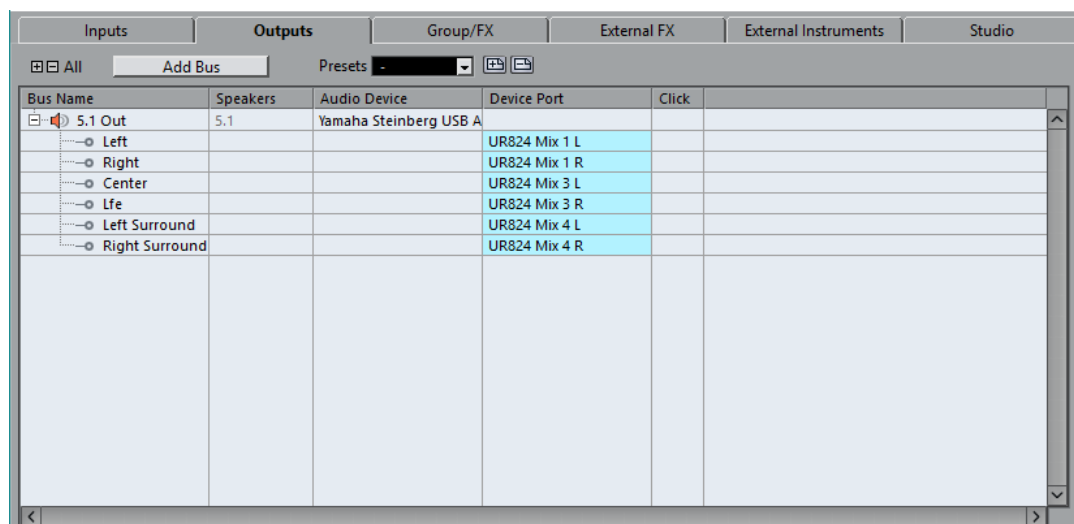 Inputs Outputs Group/FX External FX External Instruments Studio
All Add Bus Presets -
Bus Name Speakers Audio Device Device Port Click
5.1 Out 5.1 Yamaha Steinberg USB A
Left UR824 Mix 1 L
Right UR824 Mix 1 R
Center UR824 Mix 3 L
Lfe UR824 Mix 3 R
Left Surround UR824 Mix 4 L
Right Surround UR824 Mix 4 R